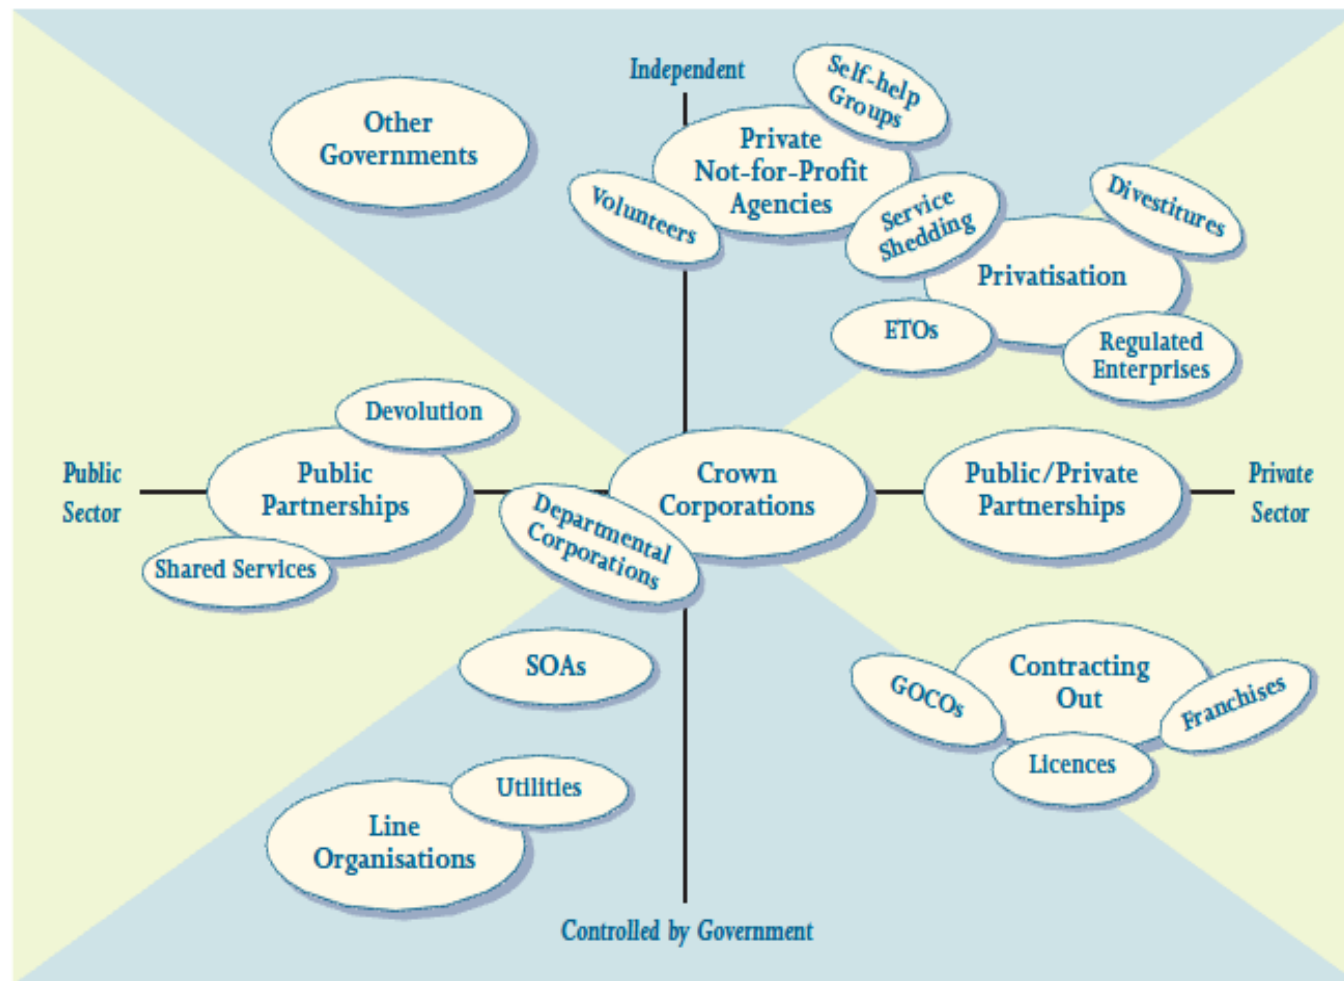 Independent
Self-help
Groups
Other
Governments
Private
Not-for-Profit
Agencies
Volunteers
Service
Shedding
Divestitures
Privatisation
ETOs
Regulated
Enterprises
Devolution
Public
Sector
Public
Partnerships
Shared Services
Departmental
Corporations
Crown
Corporations
Public/Private
Partnerships
Private
Sector
SOAs
GOCOs
Contracting
Out
Franchises
Licences
Utilities
Line
Organisations
Controlled by Government